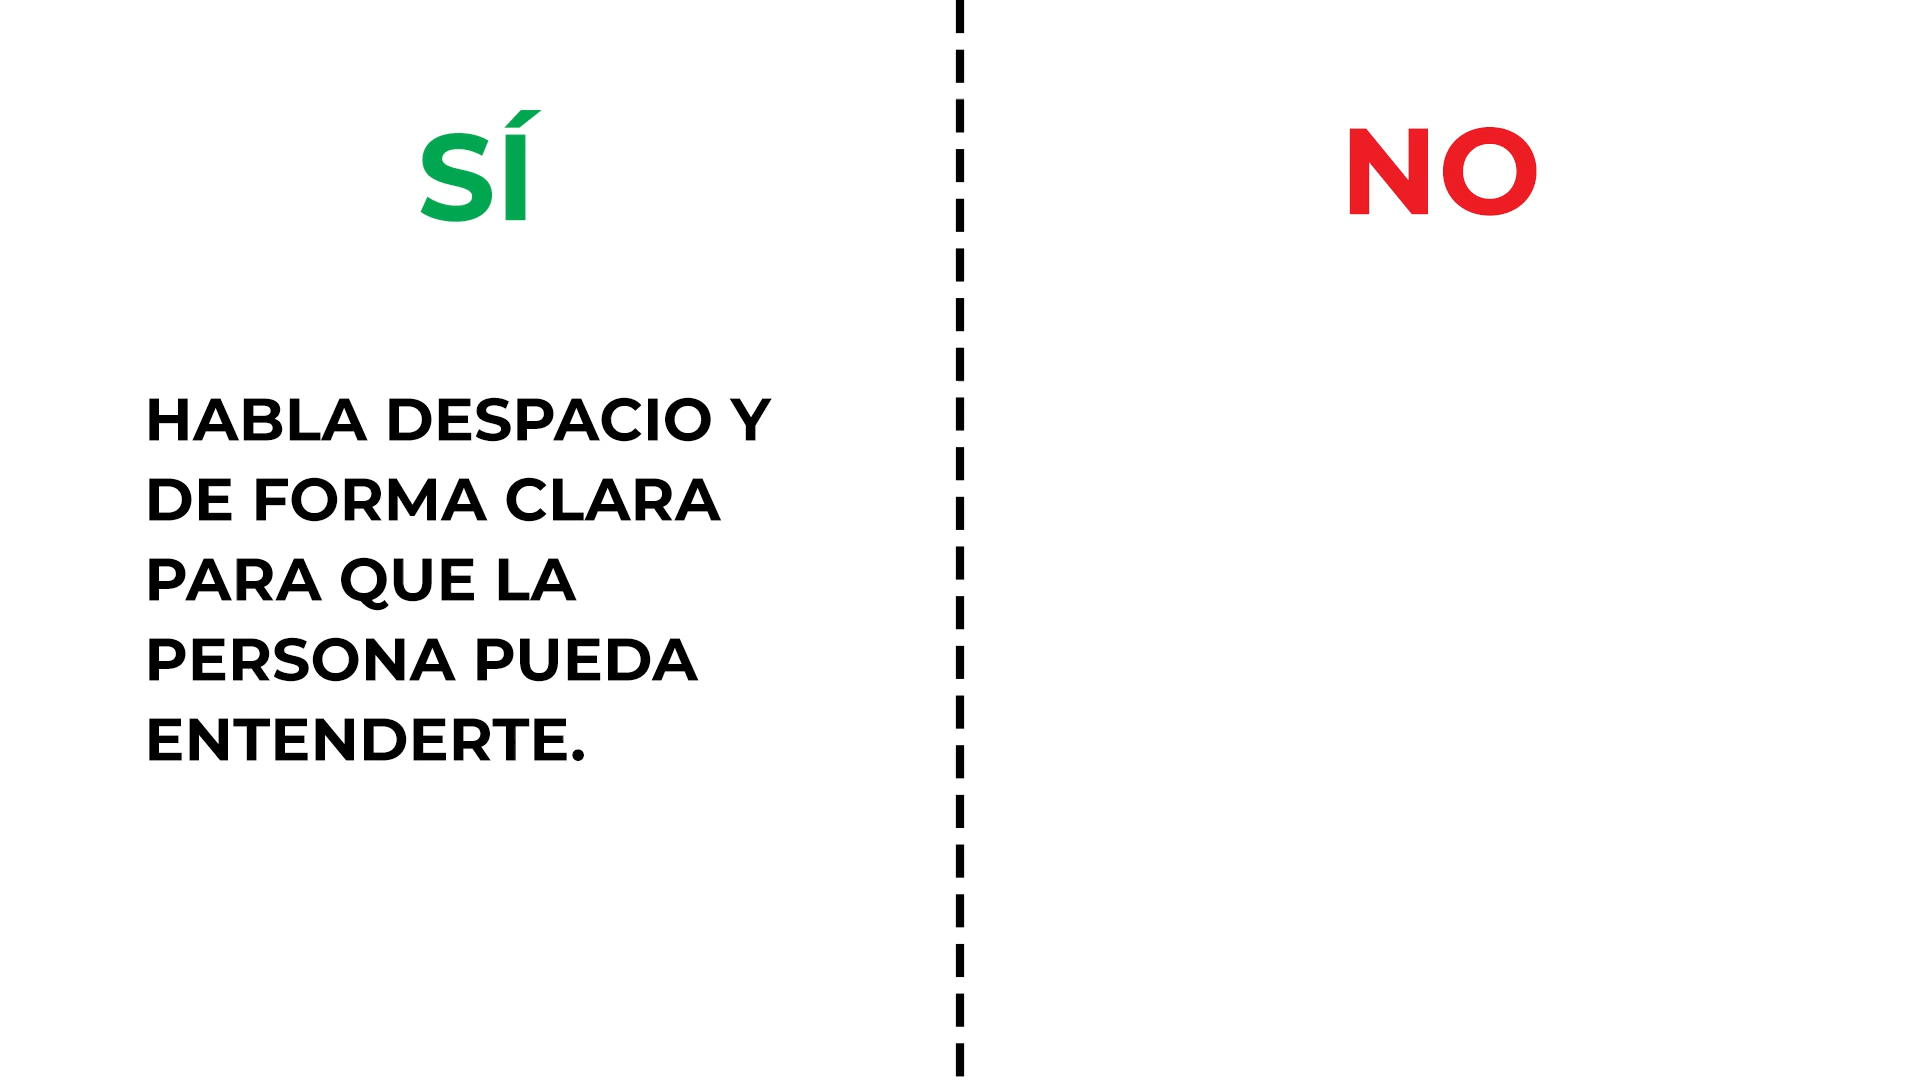 SÍ
NO
HABLA DESPACIO Y
DE FORMA CLARA
PARA QUE LA
PERSONA PUEDA
ENTENDERTE.